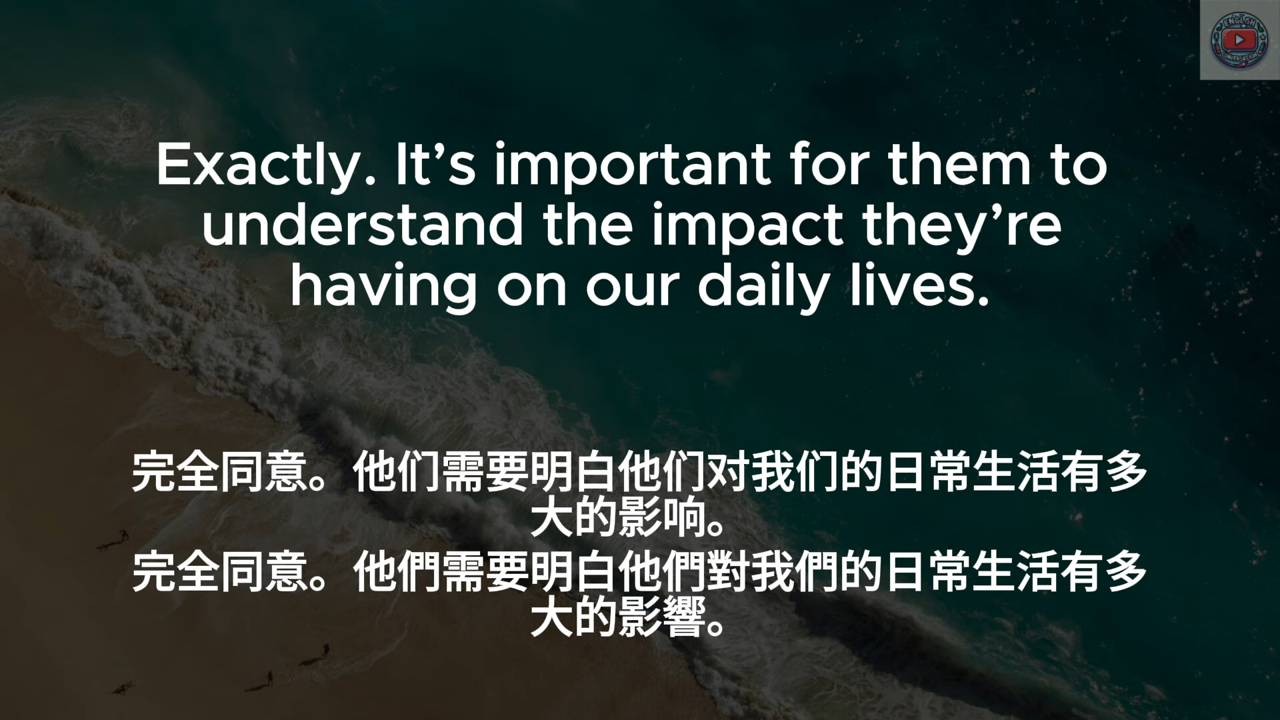 Exactly. It’s important for them to
understand the impact they’re
having on our daily lives.
完全同意。他们需要明白他们对我们的日常生活有多
大的影响。
完全同意。他們需要明白他們對我們的日常生活有多
大的影響。